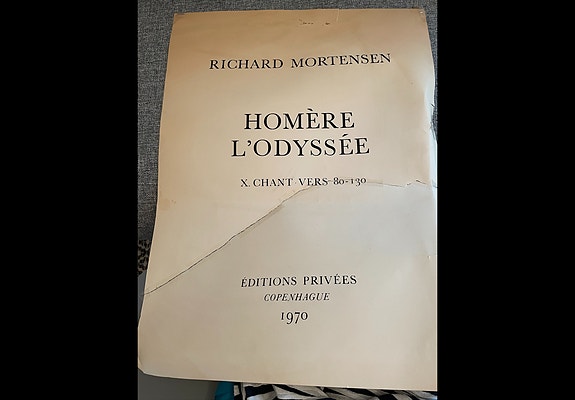 RICHARD MORTENSEN
HOMÈRE
L'ODYSSÉE
X. CHANT VERS 80-130
ÉDITIONS PRIVÉES
COPENHAGUE
1970